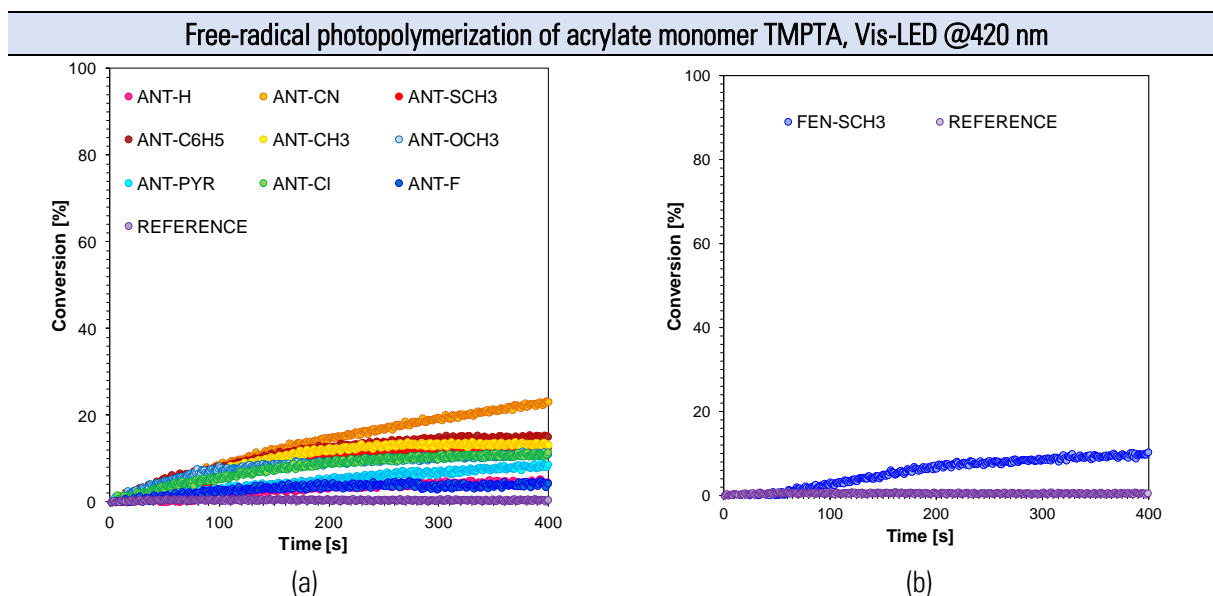 Free-radical photopolymerization of acrylate monomer TMPTA, Vis-LED @420 nm
100
80
60
40
20
0
Conversion [%]
ANT-H ANT-CN ANT-SCH3
ANT-C6H5 ANT-CH3 ANT-OCH3
ANT-PYR ANT-Cl ANT-F
REFERENCE
0 100 200 300 400
Time [s]
(a)
100
80
60
40
20
0
Conversion [%]
FEN-SCH3 REFERENCE
0 100 200 300 400
Time [s]
(b)